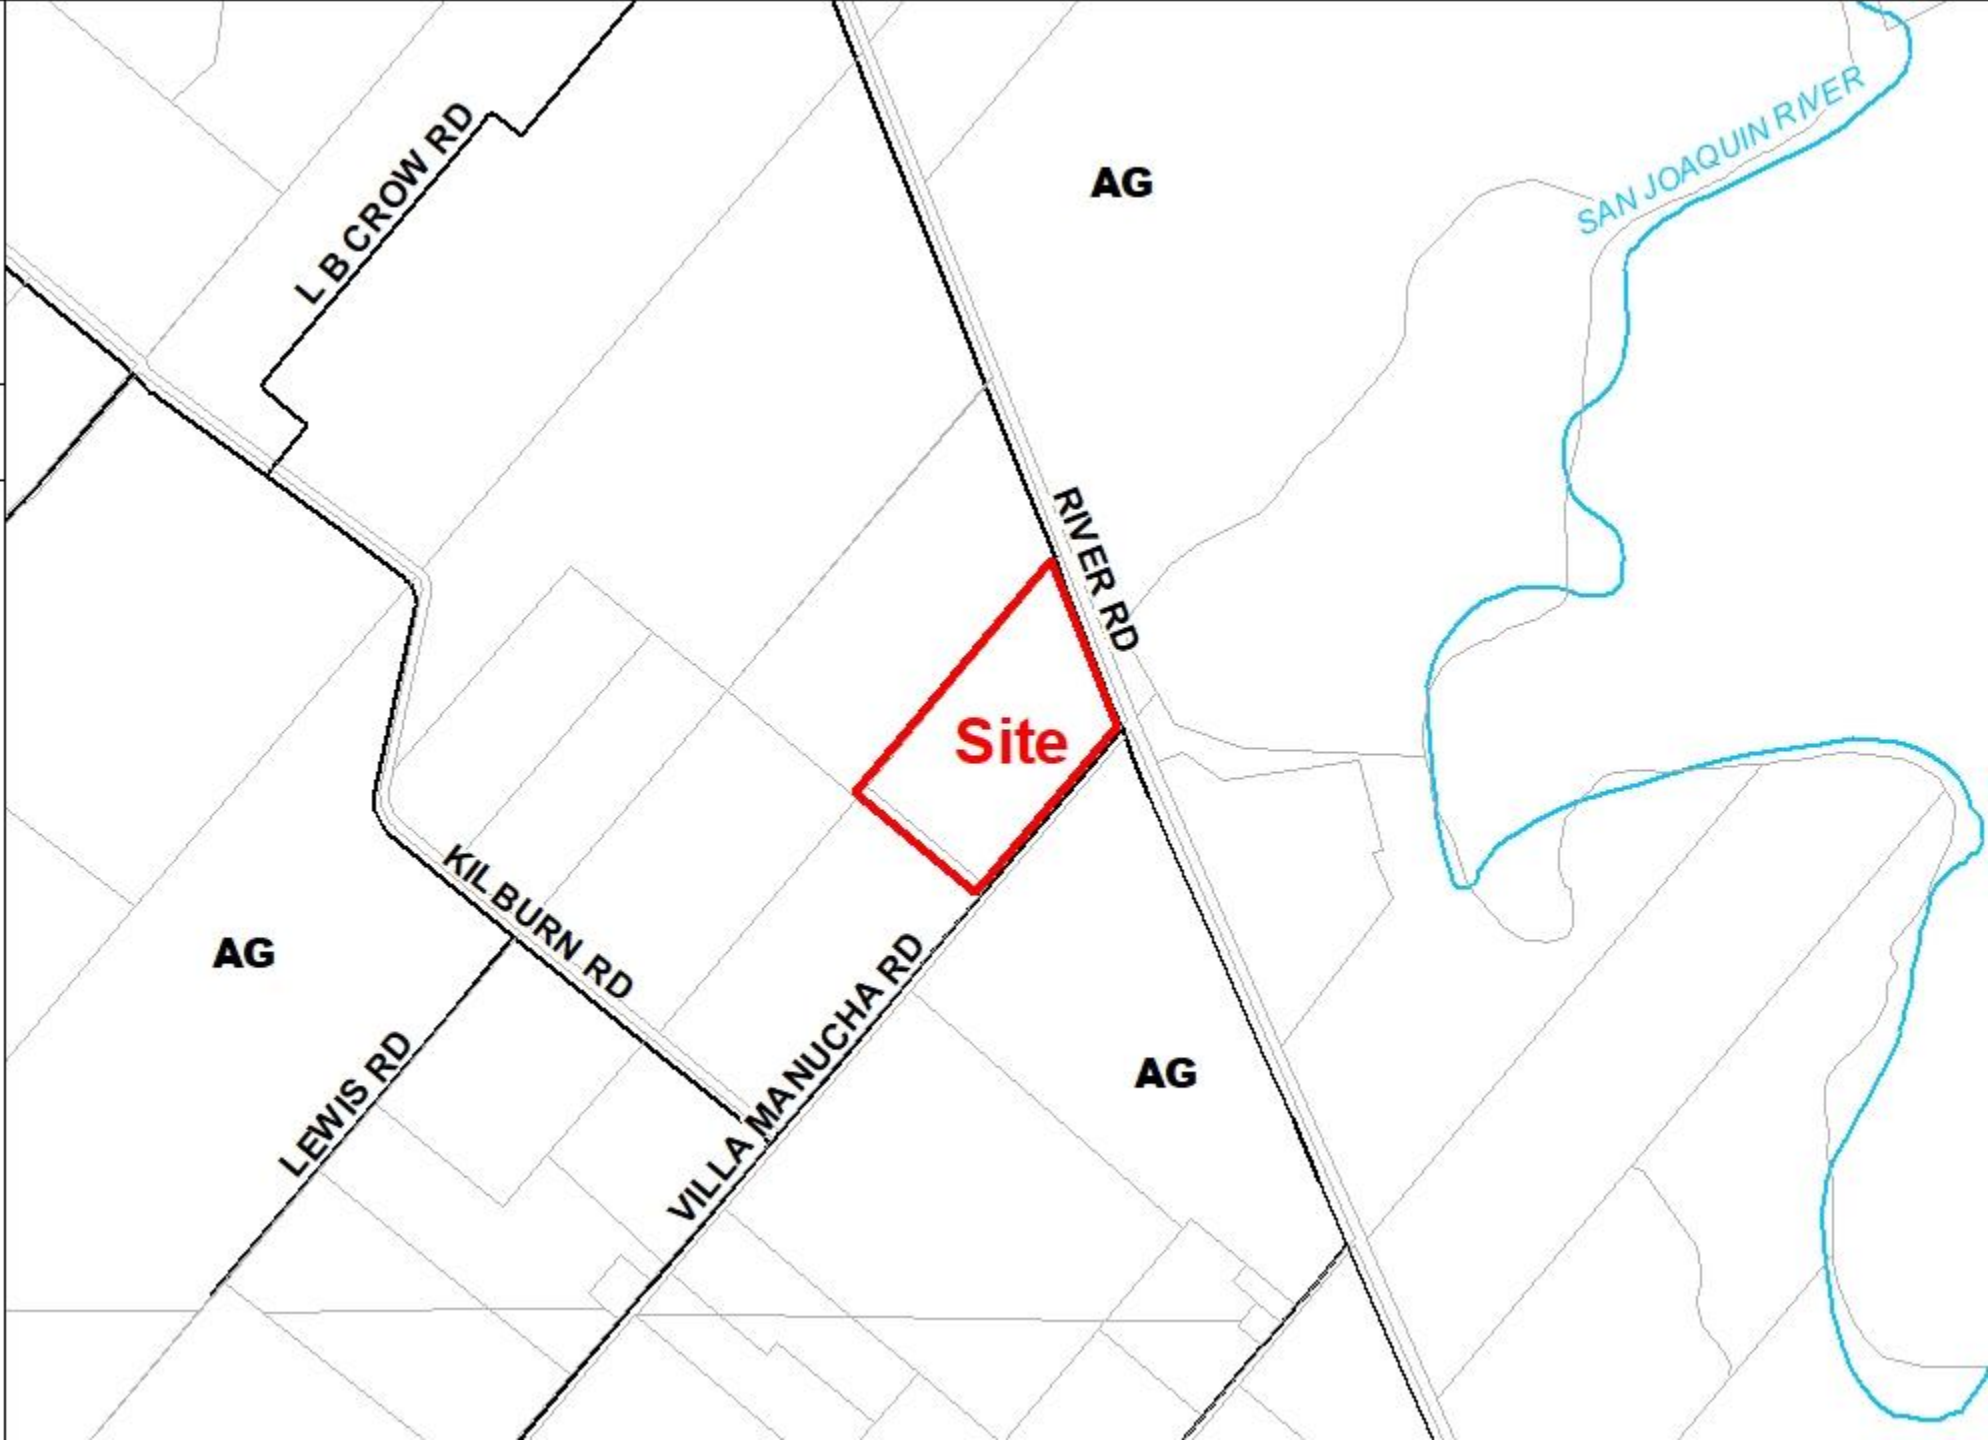 SAN JOAQUIN RIVER
L B CROW RD
AG
RIVER RD
Site
KILBURN RD
AG
VILLA MANUCHA RD
LEWIS RD
AG